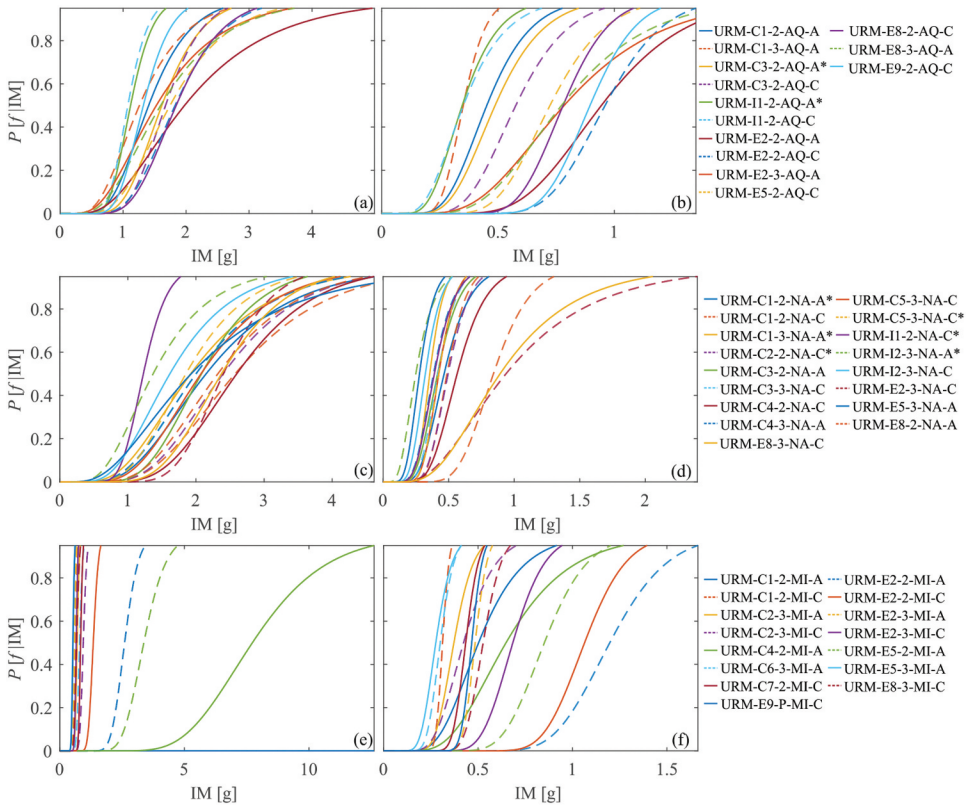 P [f |IM]
0.8
0.6
0.4
0.2
0
(a)
1
2
3
4
IM [g]
(b)
0.5
1
IM [g]
URM-C1-2-AQ-A
URM-C1-3-AQ-A
URM-C3-2-AQ-A*
URM-C3-2-AQ-C
URM-I1-2-AQ-A*
URM-I1-2-AQ-C
URM-E2-2-AQ-A
URM-E2-2-AQ-C
URM-E2-3-AQ-A
URM-E5-2-AQ-C
URM-E8-2-AQ-C
URM-E8-3-AQ-A
URM-E9-2-AQ-C
P [f |IM]
0.8
0.6
0.4
0.2
0
(c)
0
1
2
3
4
IM [g]
(d)
0.5
1
1.5
2
IM [g]
URM-C1-2-NA-A*
URM-C1-2-NA-C
URM-C1-3-NA-A*
URM-C2-2-NA-C*
URM-C3-2-NA-A
URM-C3-3-NA-C
URM-C4-2-NA-C
URM-C4-3-NA-A
URM-E8-3-NA-C
URM-C5-3-NA-C
URM-C5-3-NA-C*
URM-I1-2-NA-C*
URM-I2-3-NA-A*
URM-I2-3-NA-C
URM-E2-3-NA-C
URM-E5-3-NA-A
URM-E8-2-NA-A
P [f |IM]
0.8
0.6
0.4
0.2
0
(e)
0
5
10
IM [g]
(f)
0
0.5
1
1.5
IM [g]
URM-C1-2-MI-A
URM-C1-2-MI-C
URM-C2-3-MI-A
URM-C2-3-MI-C
URM-C4-2-MI-A
URM-C6-3-MI-A
URM-C7-2-MI-C
URM-E9-P-MI-C
URM-E2-2-MI-A
URM-E2-2-MI-C
URM-E2-3-MI-A
URM-E2-3-MI-C
URM-E5-2-MI-A
URM-E5-3-MI-A
URM-E8-3-MI-C